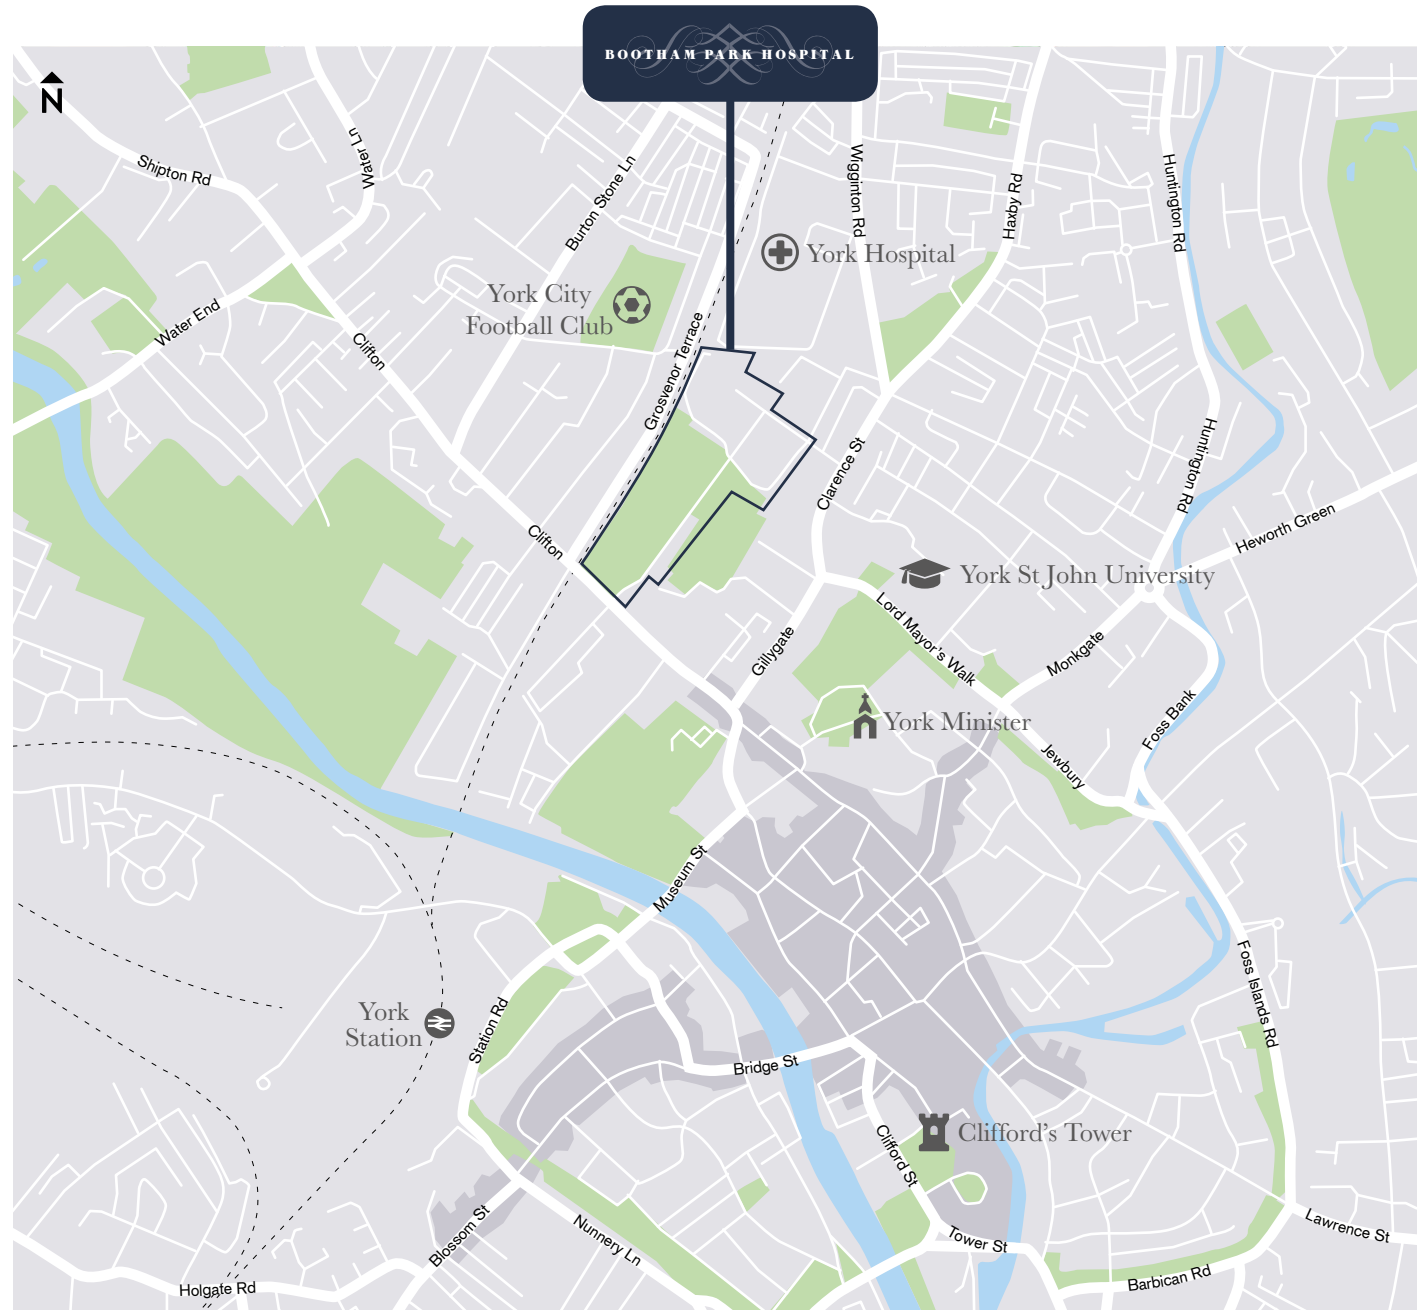 BOOTHAM PARK HOSPITAL
N
Shipton Rd
Water Ln
Burton Stone Ln
Wigginton Rd
Haxby Rd
Huntington Rd
York Hospital
York City
Football Club
Water End
Clifton
Grosvenor Terrace
Clarence St
Huntington Rd
Heworth Green
Clifton
York St John University
Lord Mayor's Walk
Gillygate
Monkgate
York Minister
Foss Bank
Jewbury
Museum St
York
Station
Station Rd
Foss Islands Rd
Bridge St
Clifford's Tower
Clifford St
Blossom St
Nunnery Ln
Tower St
Lawrence St
Barbican Rd
Holgate Rd